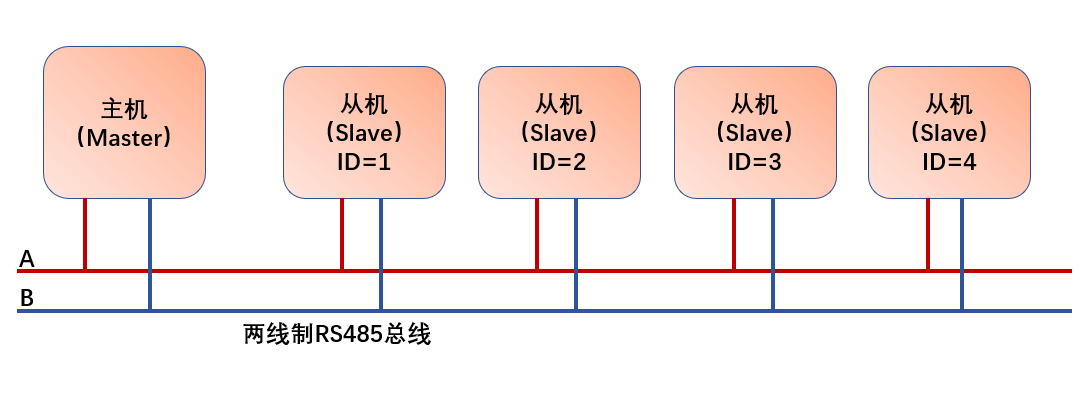 主机
(Master)
从机
(Slave)
ID=1
从机
(Slave)
ID=2
从机
(Slave)
ID=3
从机
(Slave)
ID=4
A
B
两线制RS485总线